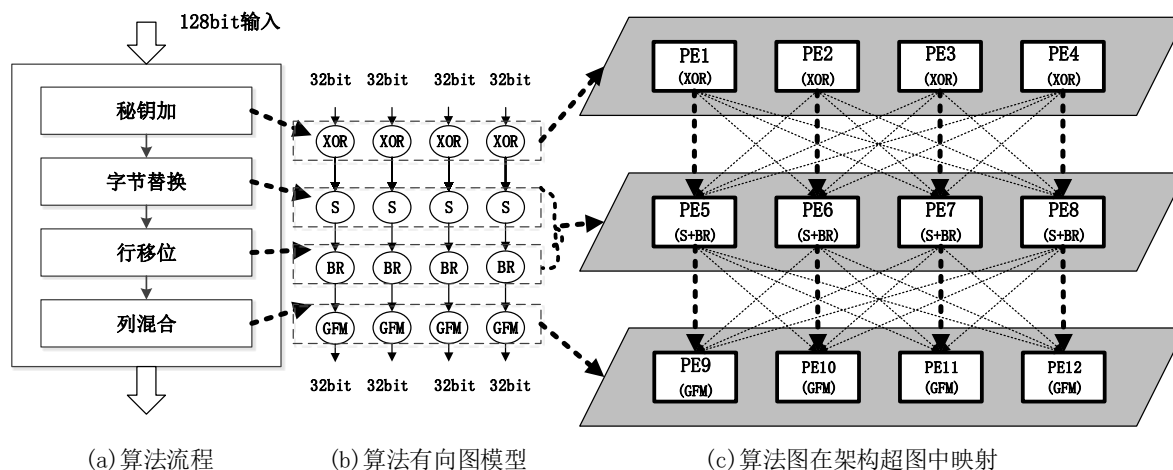 128bit输入
秘钥加
字节替换
行移位
列混合
32bit 32bit 32bit 32bit
XOR XOR XOR XOR
S S S S
BR BR BR BR
GFM GFM GFM GFM
32bit 32bit 32bit 32bit
PE1 PE2 PE3 PE4
(XOR) (XOR) (XOR) (XOR)
PE5 PE6 PE7 PE8
(S+BR) (S+BR) (S+BR) (S+BR)
PE9 PE10 PE11 PE12
(GFM) (GFM) (GFM) (GFM)
(a)算法流程 (b)算法有向图模型 (c)算法图在架构超图中映射